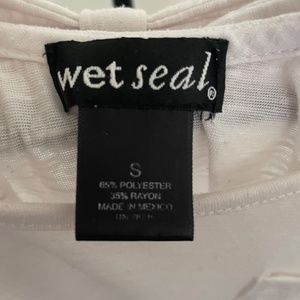 wet seal®
S
65% POLYESTER
35% RAYON
MADE IN MEXICO